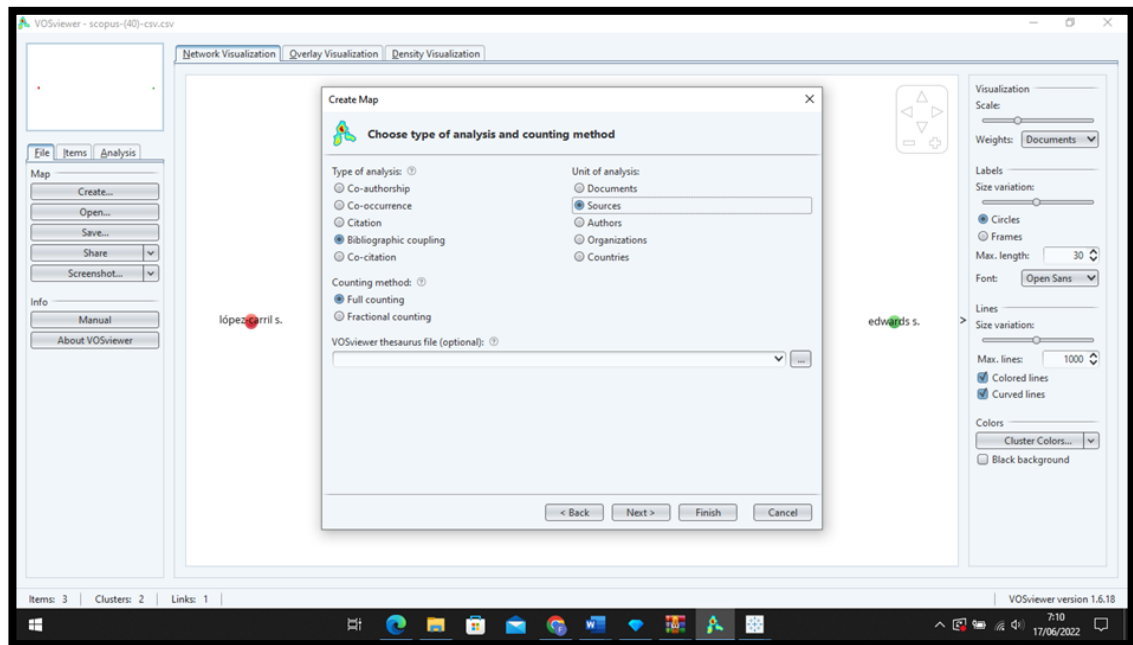 VOSviewer - scopus-(40)-csv.csv
Network Visualization Overlay Visualization Density Visualization
File Items Analysis
Map
Create...
Open...
Save...
Share
Screenshot...
Info
Manual
About VOSviewer
lópez-carril s.
Create Map
Choose type of analysis and counting method
Type of analysis:
Co-authorship
Co-occurrence
Citation
Bibliographic coupling
Co-citation
Unit of analysis:
Documents
Sources
Authors
Organizations
Countries
Counting method:
Full counting
Fractional counting
VOSviewer thesaurus file (optional):
...
< Back Next > Finish Cancel
edwards s.
>
Visualization
Scale:
Weights: Documents
Labels
Size variation:
Circles
Frames
Max. length: 30
Font: Open Sans
Lines
Size variation:
Max. lines: 1000
Colored lines
Curved lines
Colors
Cluster Colors...
Black background
Items: 3 Clusters: 2 Links: 1
VOSviewer version 1.6.18
7:10
17/06/2022